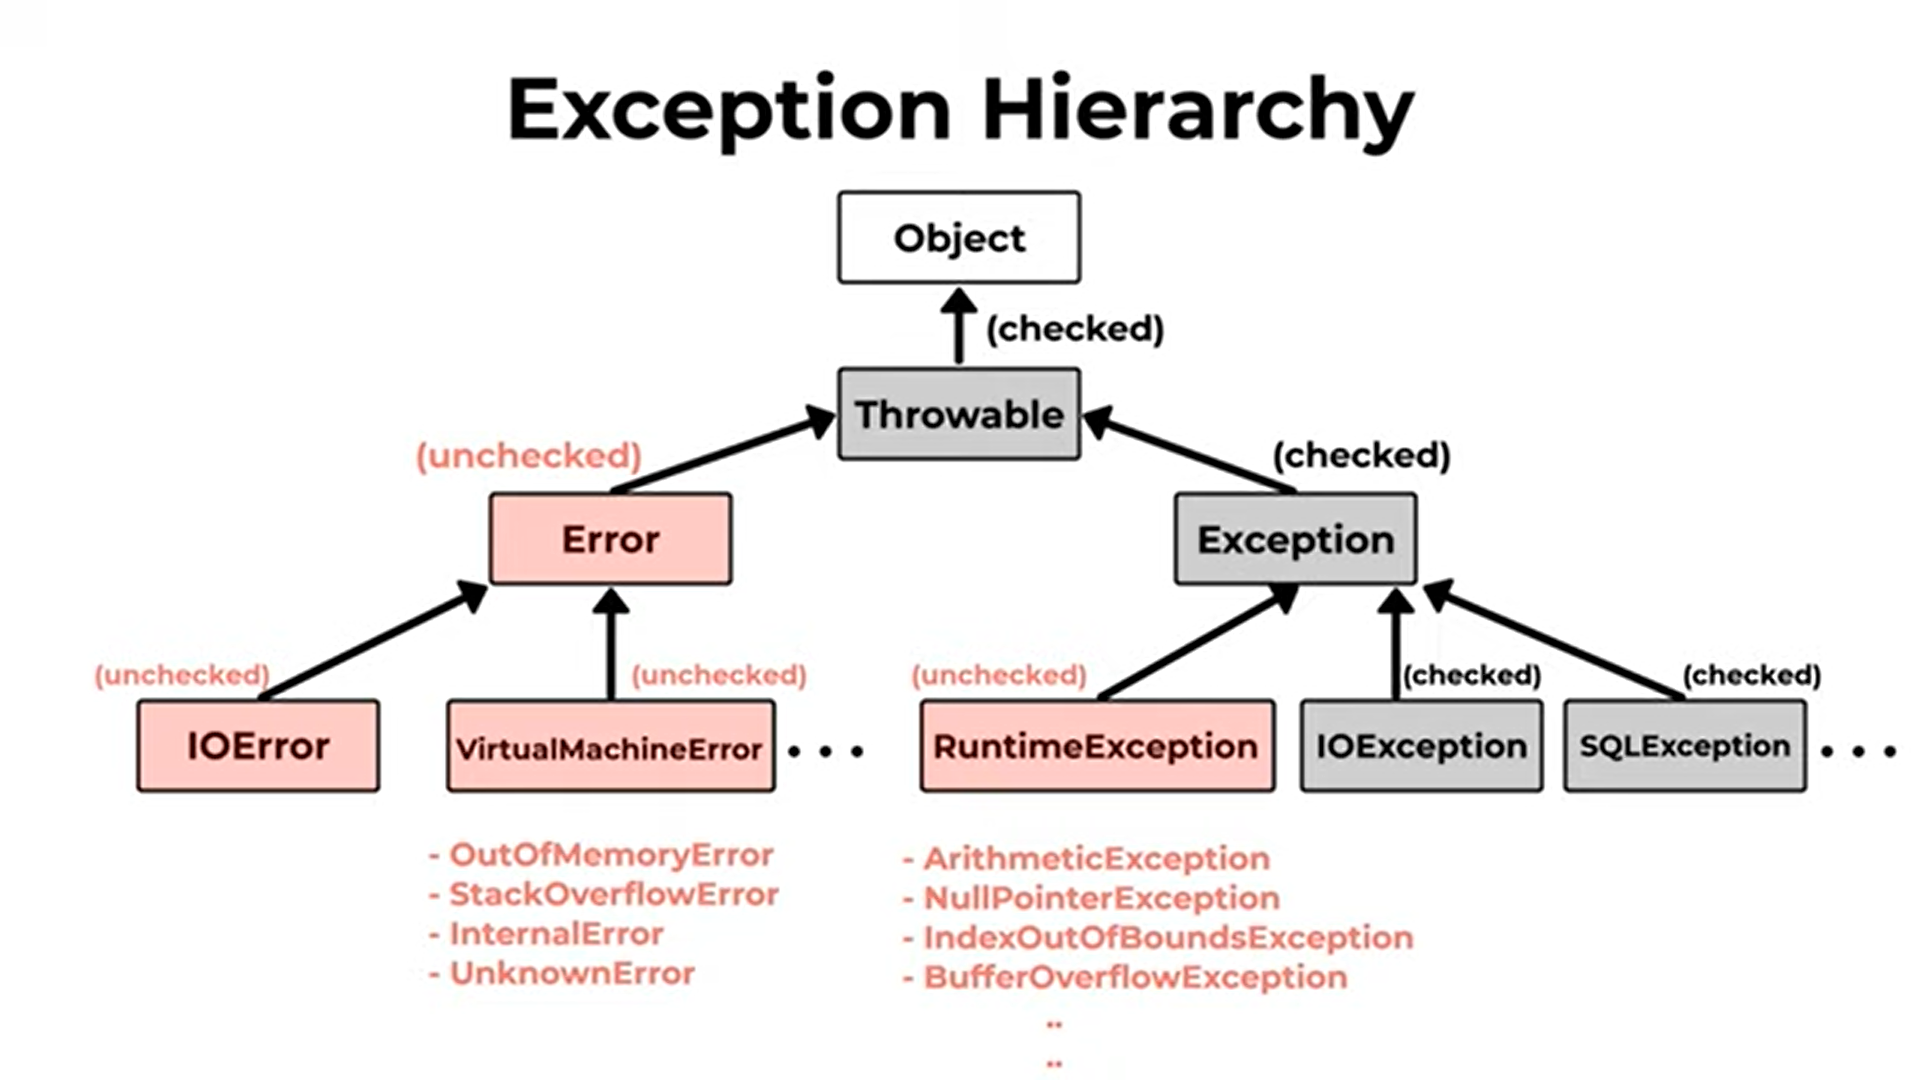 Exception Hierarchy
Object
(checked)
Throwable
(unchecked)
(checked)
Error
Exception
(unchecked)
(unchecked)
(unchecked)
(checked)
(checked)
IOError
VirtualMachineError
...
RuntimeException
IOException
SQLException
...
- OutOfMemoryError
- StackOverflowError
- InternalError
- UnknownError
- ArithmeticException
- NullPointerException
- IndexOutOfBoundsException
- BufferOverflowException
..
..